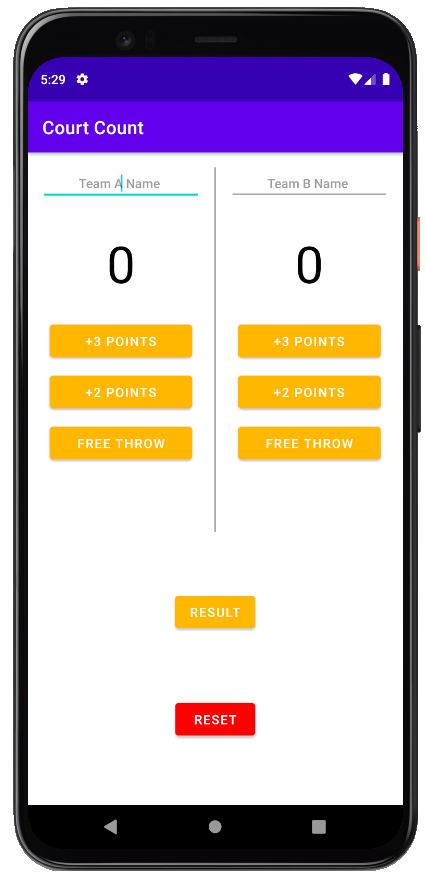 5:29
Court Count
Team A Name
Team B Name
0
0
+3 POINTS
+3 POINTS
+2 POINTS
+2 POINTS
FREE THROW
FREE THROW
RESULT
RESET